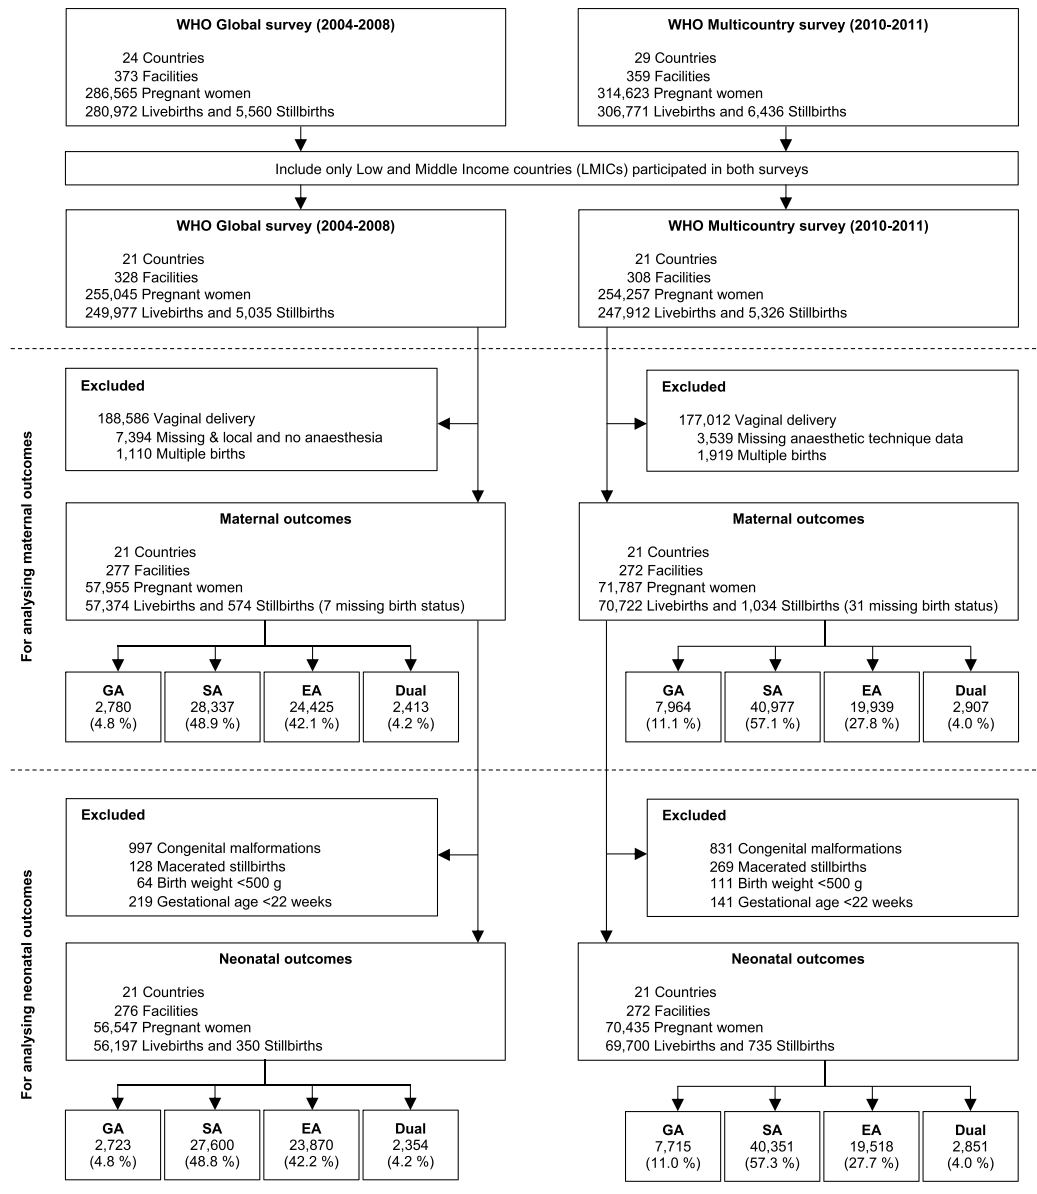 WHO Global survey (2004-2008)
24 Countries
373 Facilities
286,565 Pregnant women
280,972 Livebirths and 5,560 Stillbirths
WHO Multicountry survey (2010-2011)
29 Countries
359 Facilities
314,623 Pregnant women
306,771 Livebirths and 6,436 Stillbirths
Include only Low and Middle Income countries (LMICs) participated in both surveys
WHO Global survey (2004-2008)
21 Countries
328 Facilities
255,045 Pregnant women
249,977 Livebirths and 5,035 Stillbirths
WHO Multicountry survey (2010-2011)
21 Countries
308 Facilities
254,257 Pregnant women
247,912 Livebirths and 5,326 Stillbirths
For analysing maternal outcomes
Excluded
188,586 Vaginal delivery
7,394 Missing & local and no anaesthesia
1,110 Multiple births
Excluded
177,012 Vaginal delivery
3,539 Missing anaesthetic technique data
1,919 Multiple births
Maternal outcomes
21 Countries
277 Facilities
57,955 Pregnant women
57,374 Livebirths and 574 Stillbirths (7 missing birth status)
Maternal outcomes
21 Countries
272 Facilities
71,787 Pregnant women
70,722 Livebirths and 1,034 Stillbirths (31 missing birth status)
GA
2,780
(4.8 %)
SA
28,337
(48.9 %)
EA
24,425
(42.1 %)
Dual
2,413
(4.2 %)
GA
7,964
(11.1 %)
SA
40,977
(57.1 %)
EA
19,939
(27.8 %)
Dual
2,907
(4.0 %)
For analysing neonatal outcomes
Excluded
997 Congenital malformations
128 Macerated stillbirths
64 Birth weight <500 g
219 Gestational age <22 weeks
Excluded
831 Congenital malformations
269 Macerated stillbirths
111 Birth weight <500 g
141 Gestational age <22 weeks
Neonatal outcomes
21 Countries
276 Facilities
56,547 Pregnant women
56,197 Livebirths and 350 Stillbirths
Neonatal outcomes
21 Countries
272 Facilities
70,435 Pregnant women
69,700 Livebirths and 735 Stillbirths
GA
2,723
(4.8 %)
SA
27,600
(48.8 %)
EA
23,870
(42.2 %)
Dual
2,354
(4.2 %)
GA
7,715
(11.0 %)
SA
40,351
(57.3 %)
EA
19,518
(27.7 %)
Dual
2,851
(4.0 %)